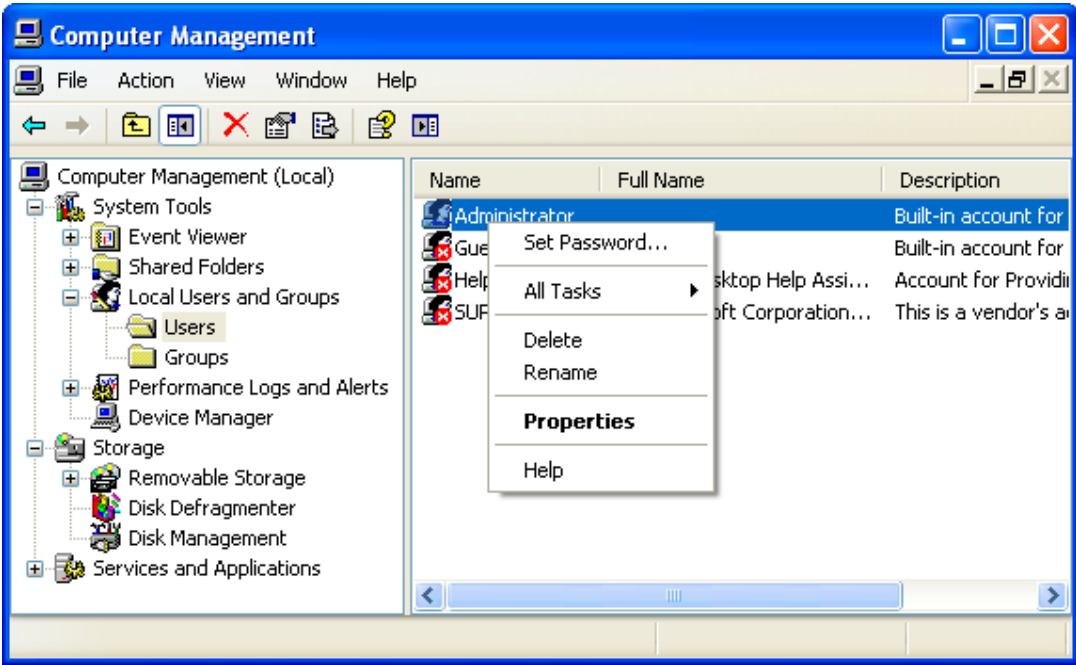 Computer Management
File Action View Window Help
Computer Management (Local)
System Tools
Event Viewer
Shared Folders
Local Users and Groups
Users
Groups
Performance Logs and Alerts
Device Manager
Storage
Removable Storage
Disk Defragmenter
Disk Management
Services and Applications
Name Full Name Description
Administrator Built-in account for
Gue Built-in account for
Help sktop Help Assi... Account for Providi
SUP oft Corporation... This is a vendor's a
Set Password...
All Tasks
Delete
Rename
Properties
Help